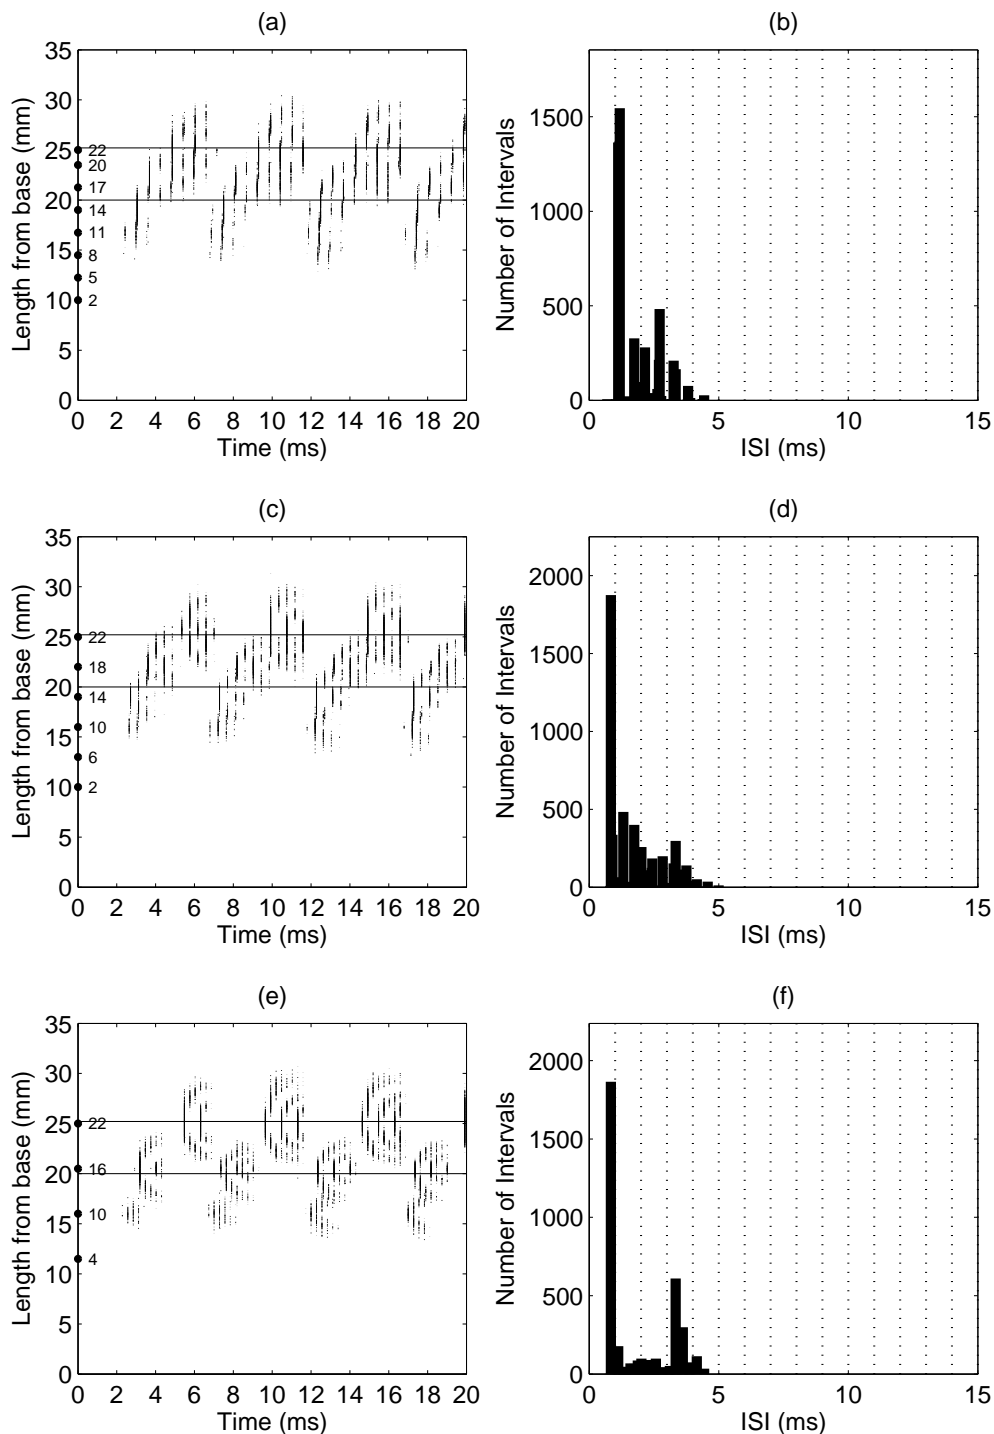 (a)
35
30
25
20
15
10
5
0
22
20
17
14
11
8
5
2
0 2 4 6 8 10 12 14 16 18 20
Length from base (mm)
Time (ms)
(b)
1500
1000
500
0
0 5 10 15
Number of Intervals
ISI (ms)
(c)
35
30
25
20
15
10
5
0
22
18
14
10
6
2
0 2 4 6 8 10 12 14 16 18 20
Length from base (mm)
Time (ms)
(d)
2000
1500
1000
500
0
0 5 10 15
Number of Intervals
ISI (ms)
(e)
35
30
25
20
15
10
5
0
22
16
10
4
0 2 4 6 8 10 12 14 16 18 20
Length from base (mm)
Time (ms)
(f)
2000
1500
1000
500
0
0 5 10 15
Number of Intervals
ISI (ms)